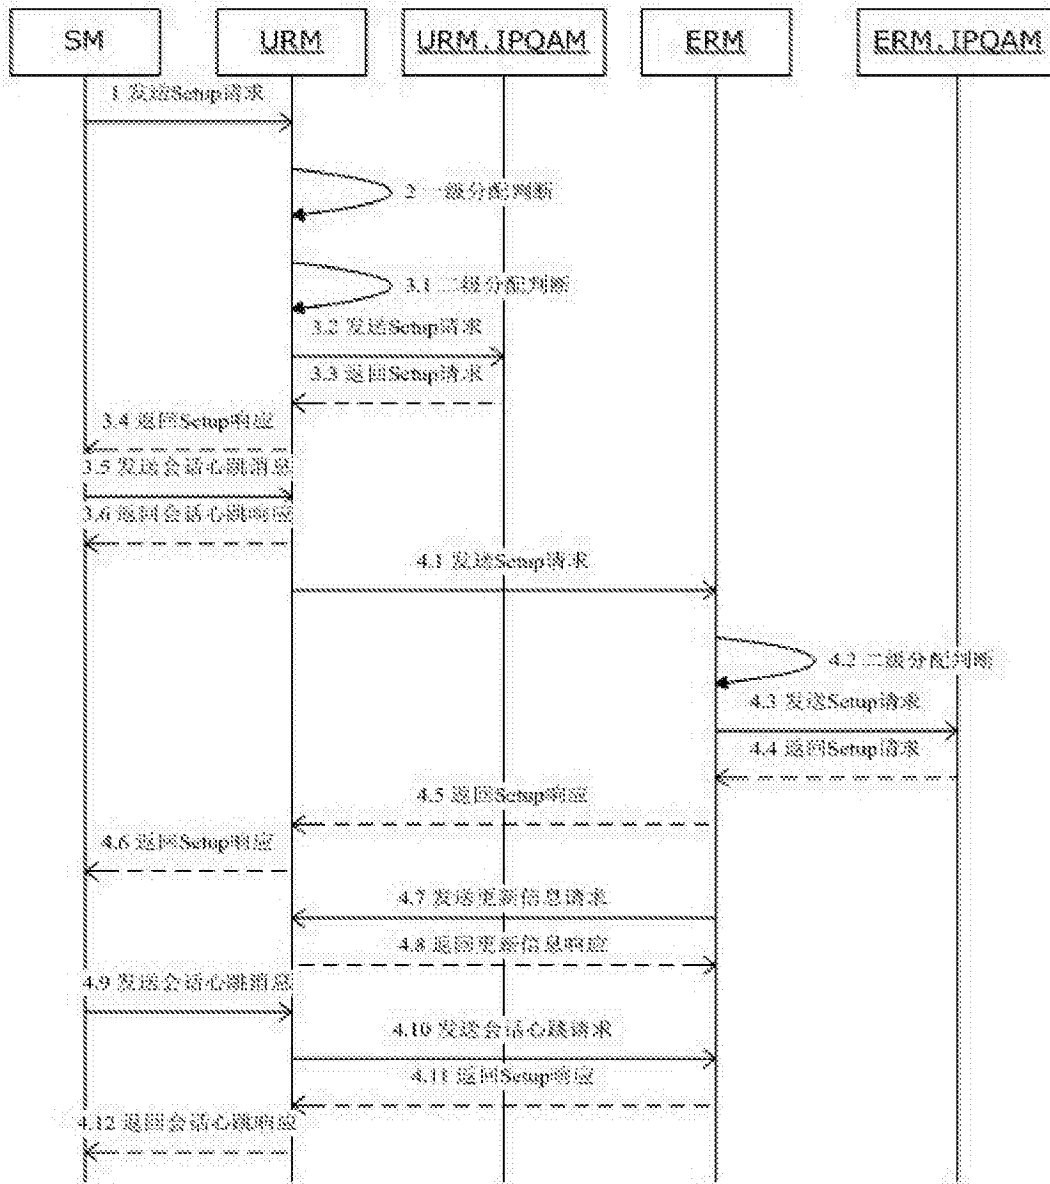 SM URM URM.IPQAM ERM ERM.IPQAM
1 发送Setup请求
2 一级分配判断
3.1 二级分配判断
3.2 发送Setup请求
3.3 返回Setup请求
3.4 返回Setup响应
3.5 发送会话心跳消息
3.6 返回会话心跳响应
4.1 发送Setup请求
4.2 二级分配判断
4.3 发送Setup请求
4.4 返回Setup请求
4.5 返回Setup响应
4.6 返回Setup响应
4.7 发送更新信息请求
4.8 返回更新信息响应
4.9 发送会话心跳消息
4.10 发送会话心跳请求
4.11 返回Setup响应
4.12 返回会话心跳响应